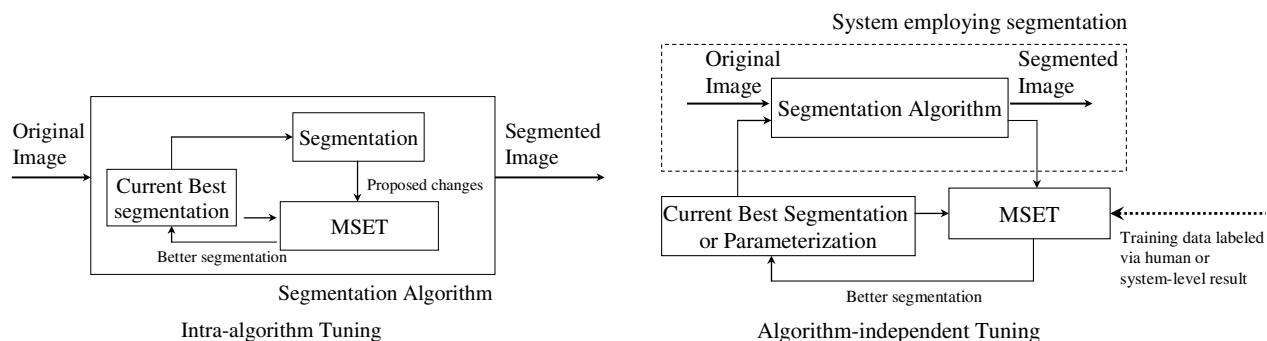 Original
Image
Segmentation
Segmented
Image
Current Best
segmentation
Proposed changes
MSET
Better segmentation
Segmentation Algorithm
Intra-algorithm Tuning
System employing segmentation
Original
Image
Segmented
Image
Segmentation Algorithm
Current Best Segmentation
or Parameterization
MSET
Training data labeled
via human or
system-level result
Better segmentation
Algorithm-independent Tuning